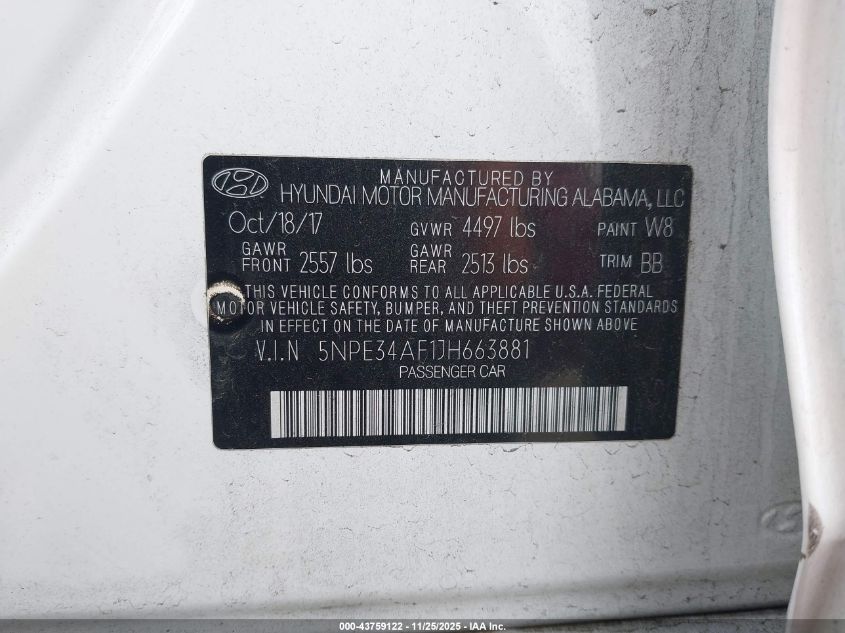 MANUFACTURED BY
HYUNDAI MOTOR MANUFACTURING ALABAMA, LLC
Oct/18/17 GVWR 4497 lbs PAINT W8
GAWR FRONT 2557 lbs GAWR REAR 2513 lbs TRIM BB
THIS VEHICLE CONFORMS TO ALL APPLICABLE U.S.A. FEDERAL
MOTOR VEHICLE SAFETY, BUMPER, AND THEFT PREVENTION STANDARDS
IN EFFECT ON THE DATE OF MANUFACTURE SHOWN ABOVE
V.I.N 5NPE34AF1JH663881
PASSENGER CAR
000-43759122 - 11/25/2025 - IAA Inc.